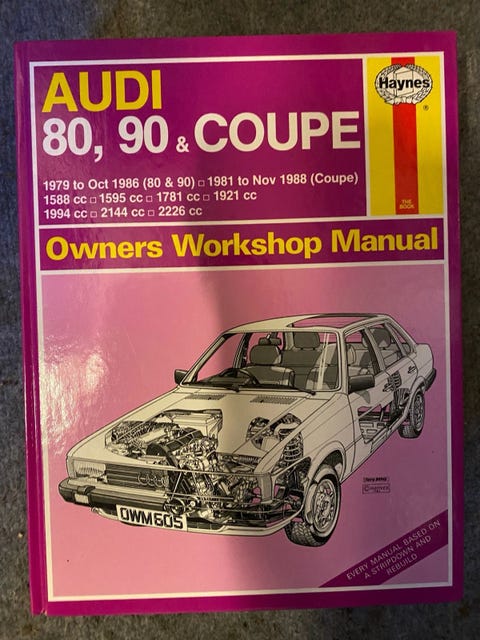 AUDI
80, 90 & COUPE
Haynes
®
1979 to Oct 1986 (80 & 90) □ 1981 to Nov 1988 (Coupe)
1588 cc □ 1595 cc □ 1781 cc □ 1921 cc
1994 cc □ 2144 cc □ 2226 cc
THE
BOOK
Owners Workshop Manual
OWM605
EVERY MANUAL BASED ON
A STRIPDOWN AND
REBUILD